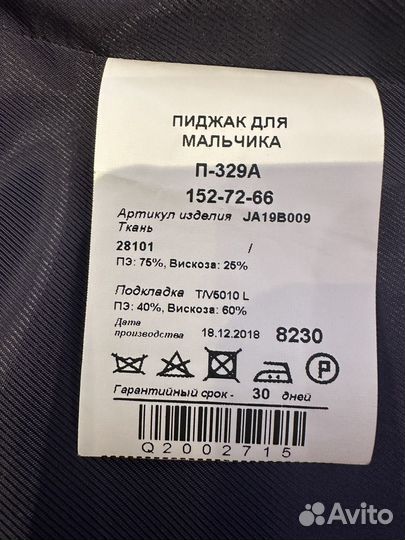 ПИДЖАК ДЛЯ
МАЛЬЧИКА
П-329А
152-72-66
Артикул изделия JA19B009
Ткань
28101 /
ПЭ: 75%, Вискоза: 25%
Подкладка T/V5010 L
ПЭ: 40%, Вискоза: 60%
Дата
производства 18.12.2018 8230
P
Гарантийный срок - 30 дней
Q2002715
Avito